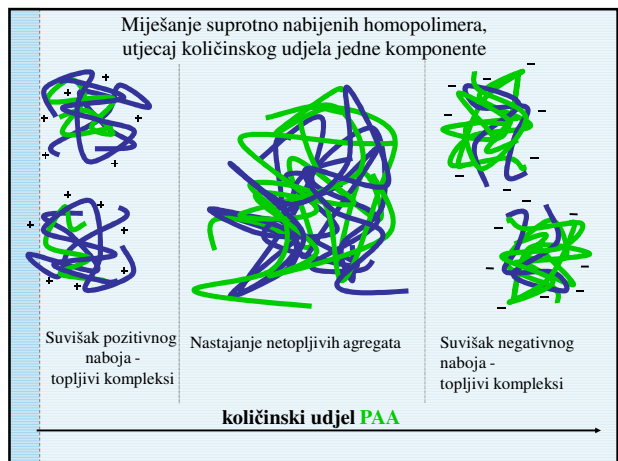 Miješanje suprotno nabijenih homopolimera,
utjecaj količinskog udjela jedne komponente
Suvišak pozitivnog
naboja -
topljivi kompleksi
Nastajanje netopljivih agregata
Suvišak negativnog
naboja -
topljivi kompleksi
količinski udjel PAA